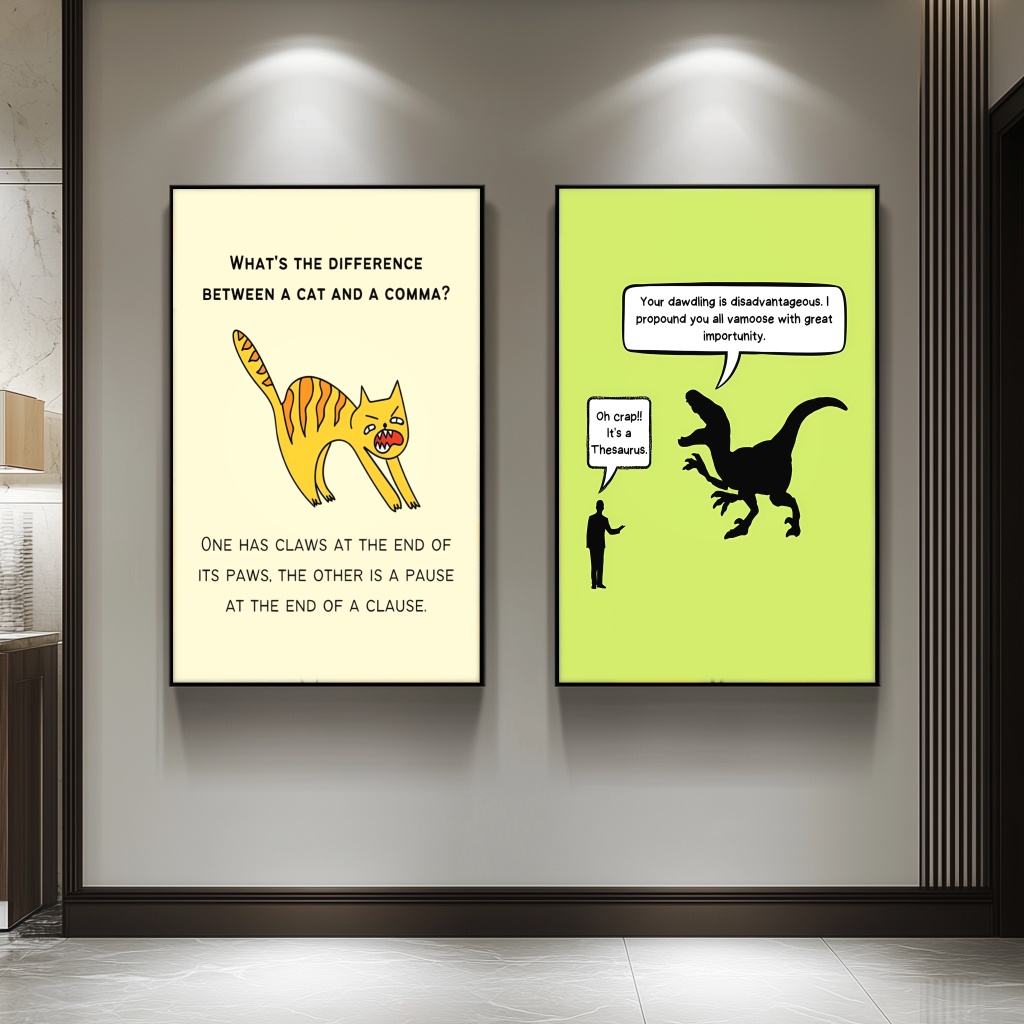 WHAT'S THE DIFFERENCE
BETWEEN A CAT AND A COMMA?
ONE HAS CLAWS AT THE END OF
ITS PAWS, THE OTHER IS A PAUSE
AT THE END OF A CLAUSE.
Your dawdling is disadvantageous. I
propound you all vamoose with great
importunity.
Oh crap!!
It's a
Thesaurus.